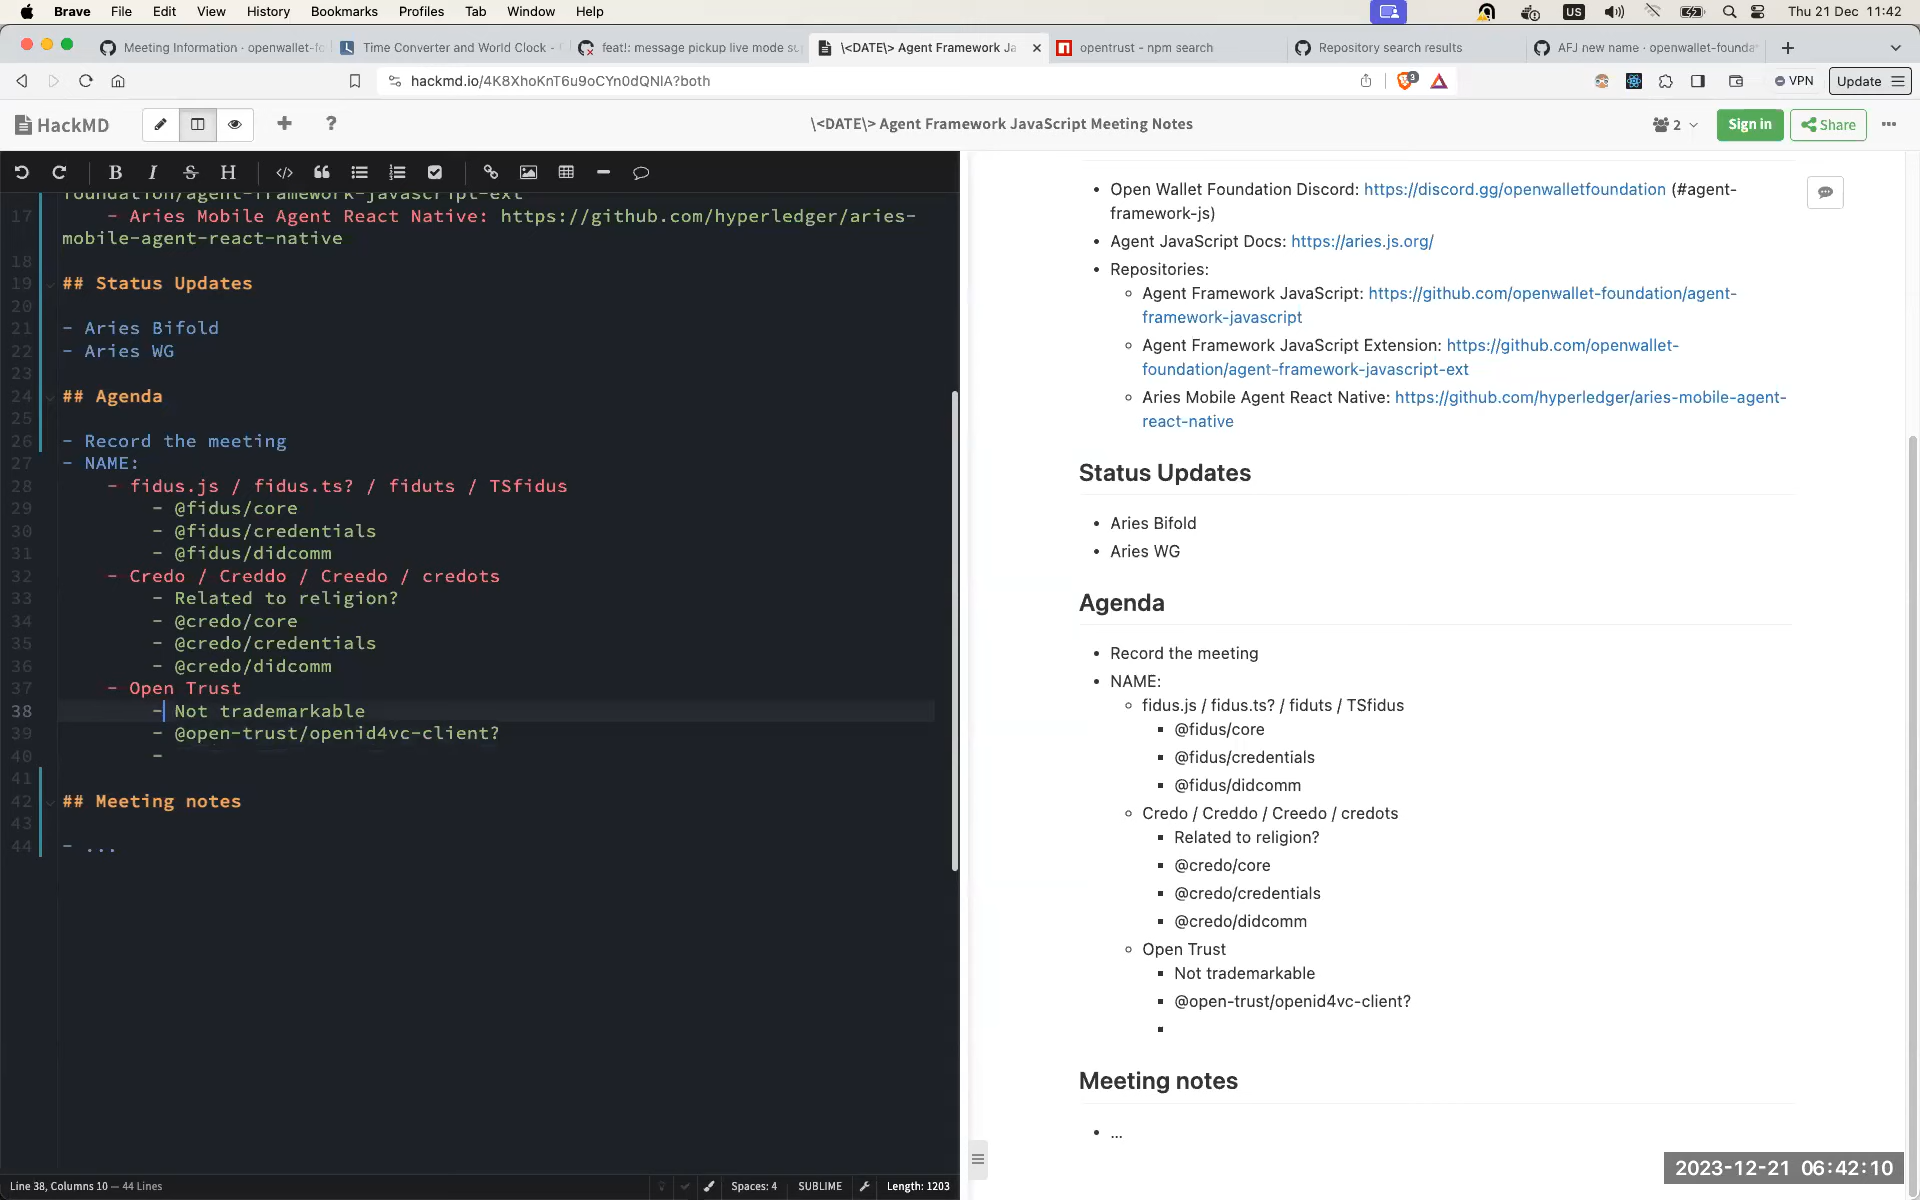 Brave File Edit View History Bookmarks Profiles Tab Window Help US Thu 21 Dec 11:42
Meeting Information · openwallet-fo Time Converter and World Clock - feat!: message pickup live mode su \<DATE\> Agent Framework Ja opentrust - npm search Repository search results AFJ new name · openwallet-founda
hackmd.io/4K8XhoKnT6u9oCYn0dQNlA?both 3 VPN Update
HackMD ? \<DATE\> Agent Framework JavaScript Meeting Notes 2 Sign in Share
B I S H
foundation/agent-framework-javascript-ext
17 - Aries Mobile Agent React Native: https://github.com/hyperledger/aries-
mobile-agent-react-native
18
19 ## Status Updates
20
21 - Aries Bifold
22 - Aries WG
23
24 ## Agenda
25
26 - Record the meeting
27 - NAME:
28 - fidus.js / fidus.ts? / fiduts / TSfidus
29 - @fidus/core
30 - @fidus/credentials
31 - @fidus/didcomm
32 - Credo / Creddo / Creedo / credots
33 - Related to religion?
34 - @credo/core
35 - @credo/credentials
36 - @credo/didcomm
37 - Open Trust
38 - Not trademarkable
39 - @open-trust/openid4vc-client?
40 -
41
42 ## Meeting notes
43
44 - ...
Line 38, Columns 10 — 44 Lines Spaces: 4 SUBLIME Length: 1203
• Open Wallet Foundation Discord: https://discord.gg/openwalletfoundation (#agent-
framework-js)
• Agent JavaScript Docs: https://aries.js.org/
• Repositories:
◦ Agent Framework JavaScript: https://github.com/openwallet-foundation/agent-
framework-javascript
◦ Agent Framework JavaScript Extension: https://github.com/openwallet-
foundation/agent-framework-javascript-ext
◦ Aries Mobile Agent React Native: https://github.com/hyperledger/aries-mobile-agent-
react-native
Status Updates
• Aries Bifold
• Aries WG
Agenda
• Record the meeting
• NAME:
◦ fidus.js / fidus.ts? / fiduts / TSfidus
▪ @fidus/core
▪ @fidus/credentials
▪ @fidus/didcomm
◦ Credo / Creddo / Creedo / credots
▪ Related to religion?
▪ @credo/core
▪ @credo/credentials
▪ @credo/didcomm
◦ Open Trust
▪ Not trademarkable
▪ @open-trust/openid4vc-client?
▪
Meeting notes
• ...
2023-12-21 06:42:10